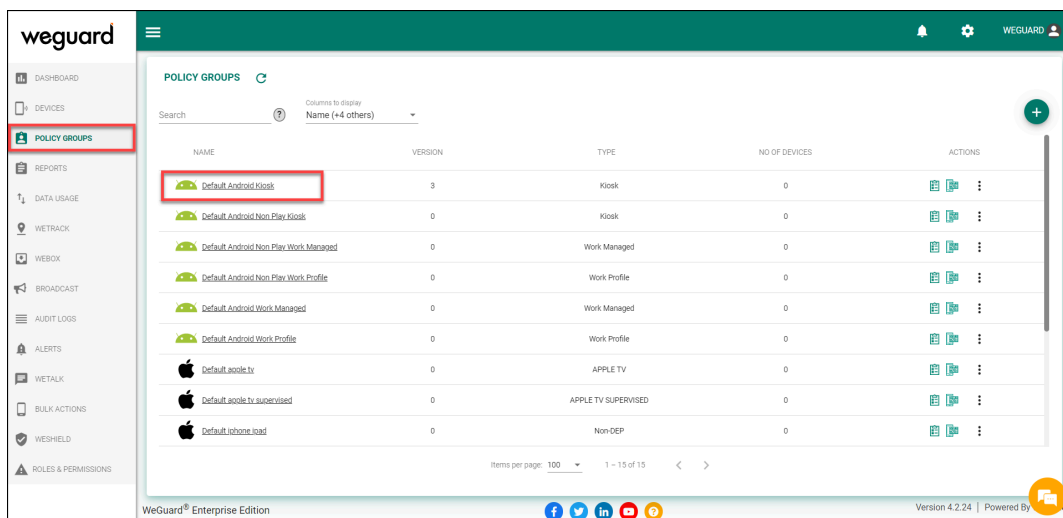 weguard
WEGUARD
DASHBOARD
DEVICES
POLICY GROUPS
REPORTS
DATA USAGE
WETRACK
WEBOX
BROADCAST
AUDIT LOGS
ALERTS
WETALK
BULK ACTIONS
WESHIELD
ROLES & PERMISSIONS
POLICY GROUPS
Columns to display
Search ? Name (+4 others)
+
NAME VERSION TYPE NO OF DEVICES ACTIONS
Default Android Kiosk 3 Kiosk 0
Default Android Non Play Kiosk 0 Kiosk 0
Default Android Non Play Work Managed 0 Work Managed 0
Default Android Non Play Work Profile 0 Work Profile 0
Default Android Work Managed 0 Work Managed 0
Default Android Work Profile 0 Work Profile 0
Default apple tv 0 APPLE TV 0
Default apple tv supervised 0 APPLE TV SUPERVISED 0
Default iphone ipad 0 Non-DEP 0
Items per page: 100 1 – 15 of 15
WeGuard® Enterprise Edition
Version 4.2.24 | Powered By